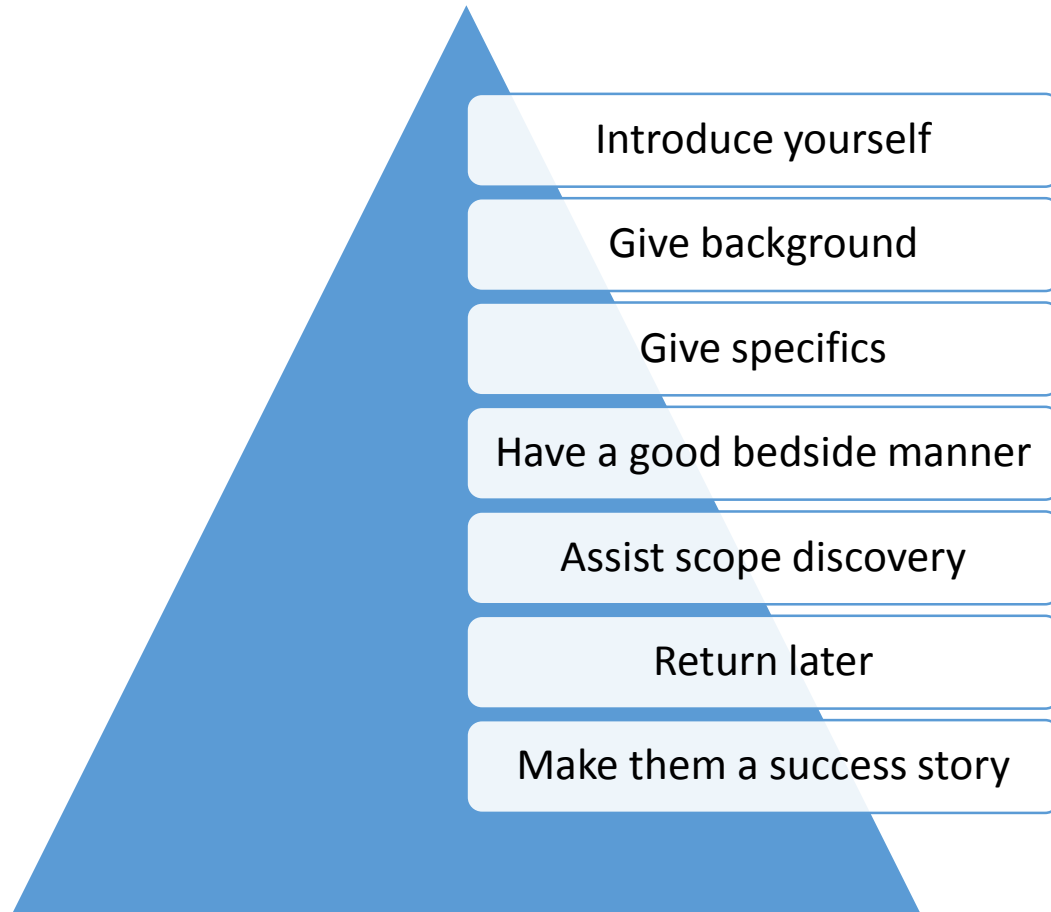 Introduce yourself
Give background
Give specifics
Have a good bedside manner
Assist scope discovery
Return later
Make them a success story